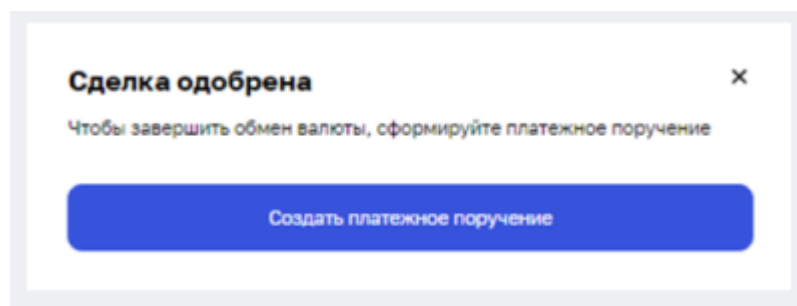 Сделка одобрена
Чтобы завершить обмен валюты, сформируйте платежное поручение
Создать платежное поручение